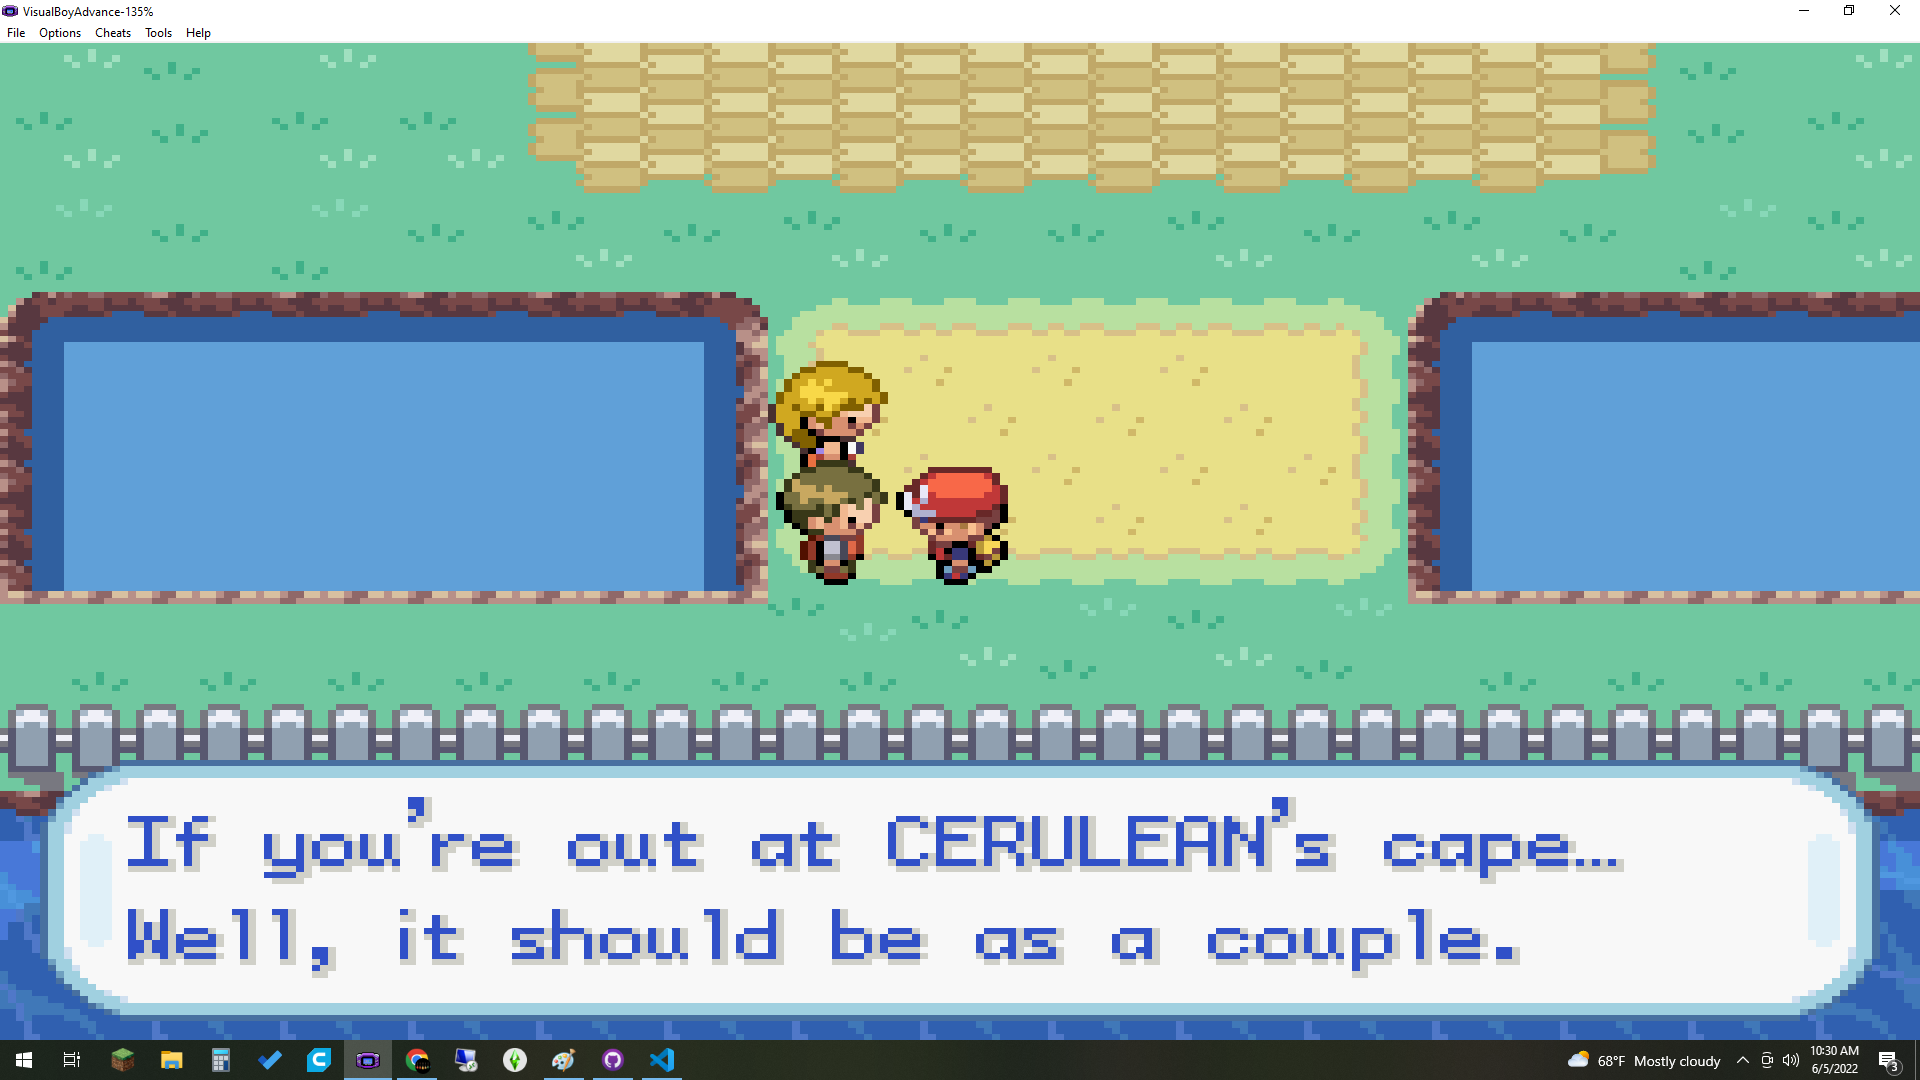 VisualBoyAdvance-135%
File Options Cheats Tools Help
If you're out at CERULEAN's cape…
Well, it should be as a couple.
68°F Mostly cloudy
10:30 AM
6/5/2022
3